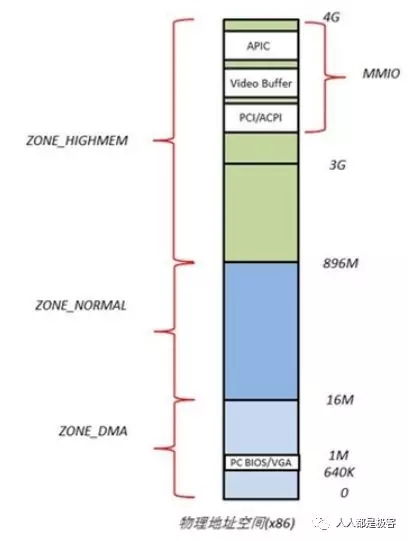 4G
APIC
MMIO
Video Buffer
PCI/ACPI
ZONE_HIGHMEM
3G
896M
ZONE_NORMAL
16M
ZONE_DMA
1M
PC BIOS/VGA
640K
0
物理地址空间(x86)
人人都是极客